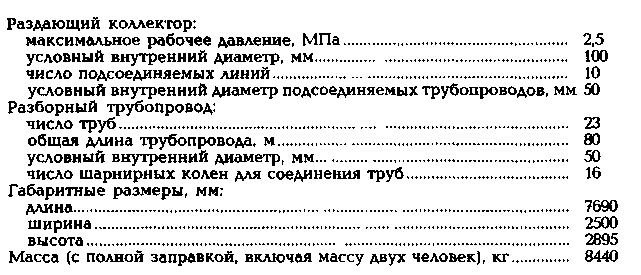 Раздающий коллектор:
максимальное рабочее давление, МПа 2,5
условный внутренний диаметр, мм 100
число подсоединяемых линий 10
условный внутренний диаметр подсоединяемых трубопроводов, мм 50
Разборный трубопровод:
число труб 23
общая длина трубопровода, м 80
условный внутренний диаметр, мм 50
число шарнирных колен для соединения труб 16
Габаритные размеры, мм:
длина 7690
ширина 2500
высота 2895
Масса (с полной заправкой, включая массу двух человек), кг 8440